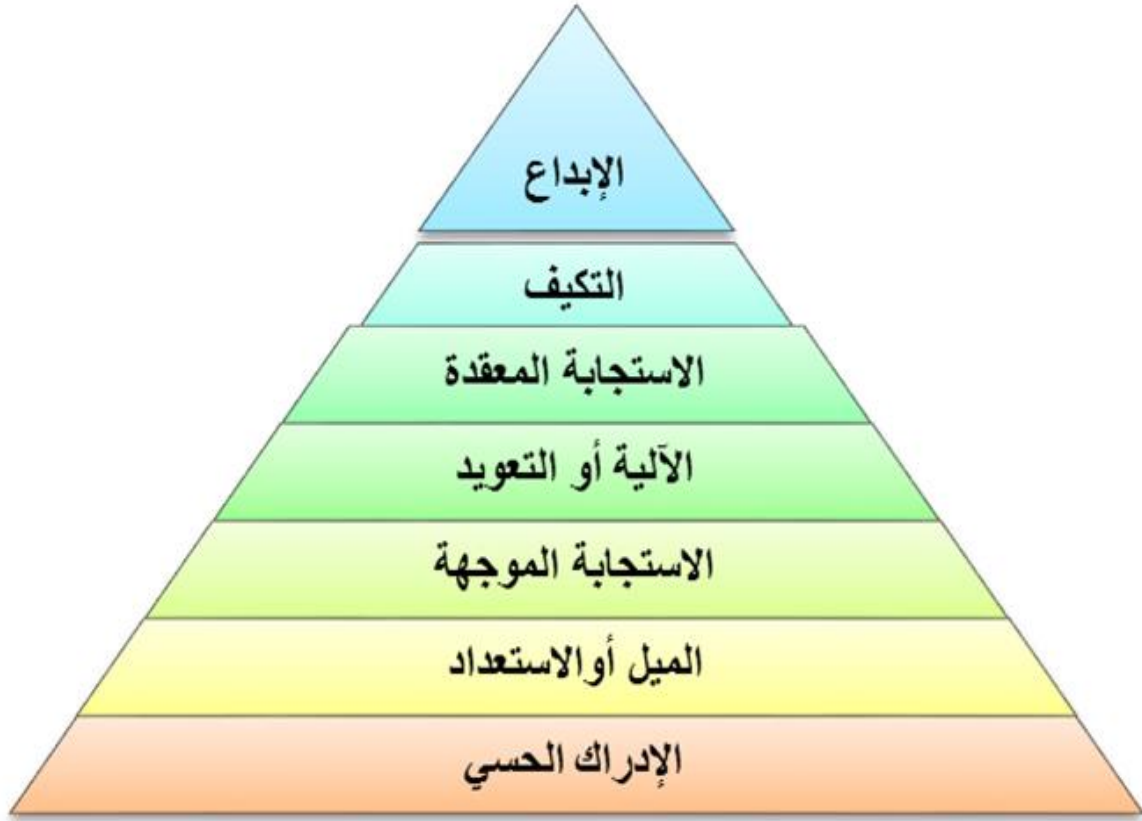 الإبداع
التكيف
الاستجابة المعقدة
الآلية أو التعويد
الاستجابة الموجهة
الميل أوالاستعداد
الإدراك الحسي